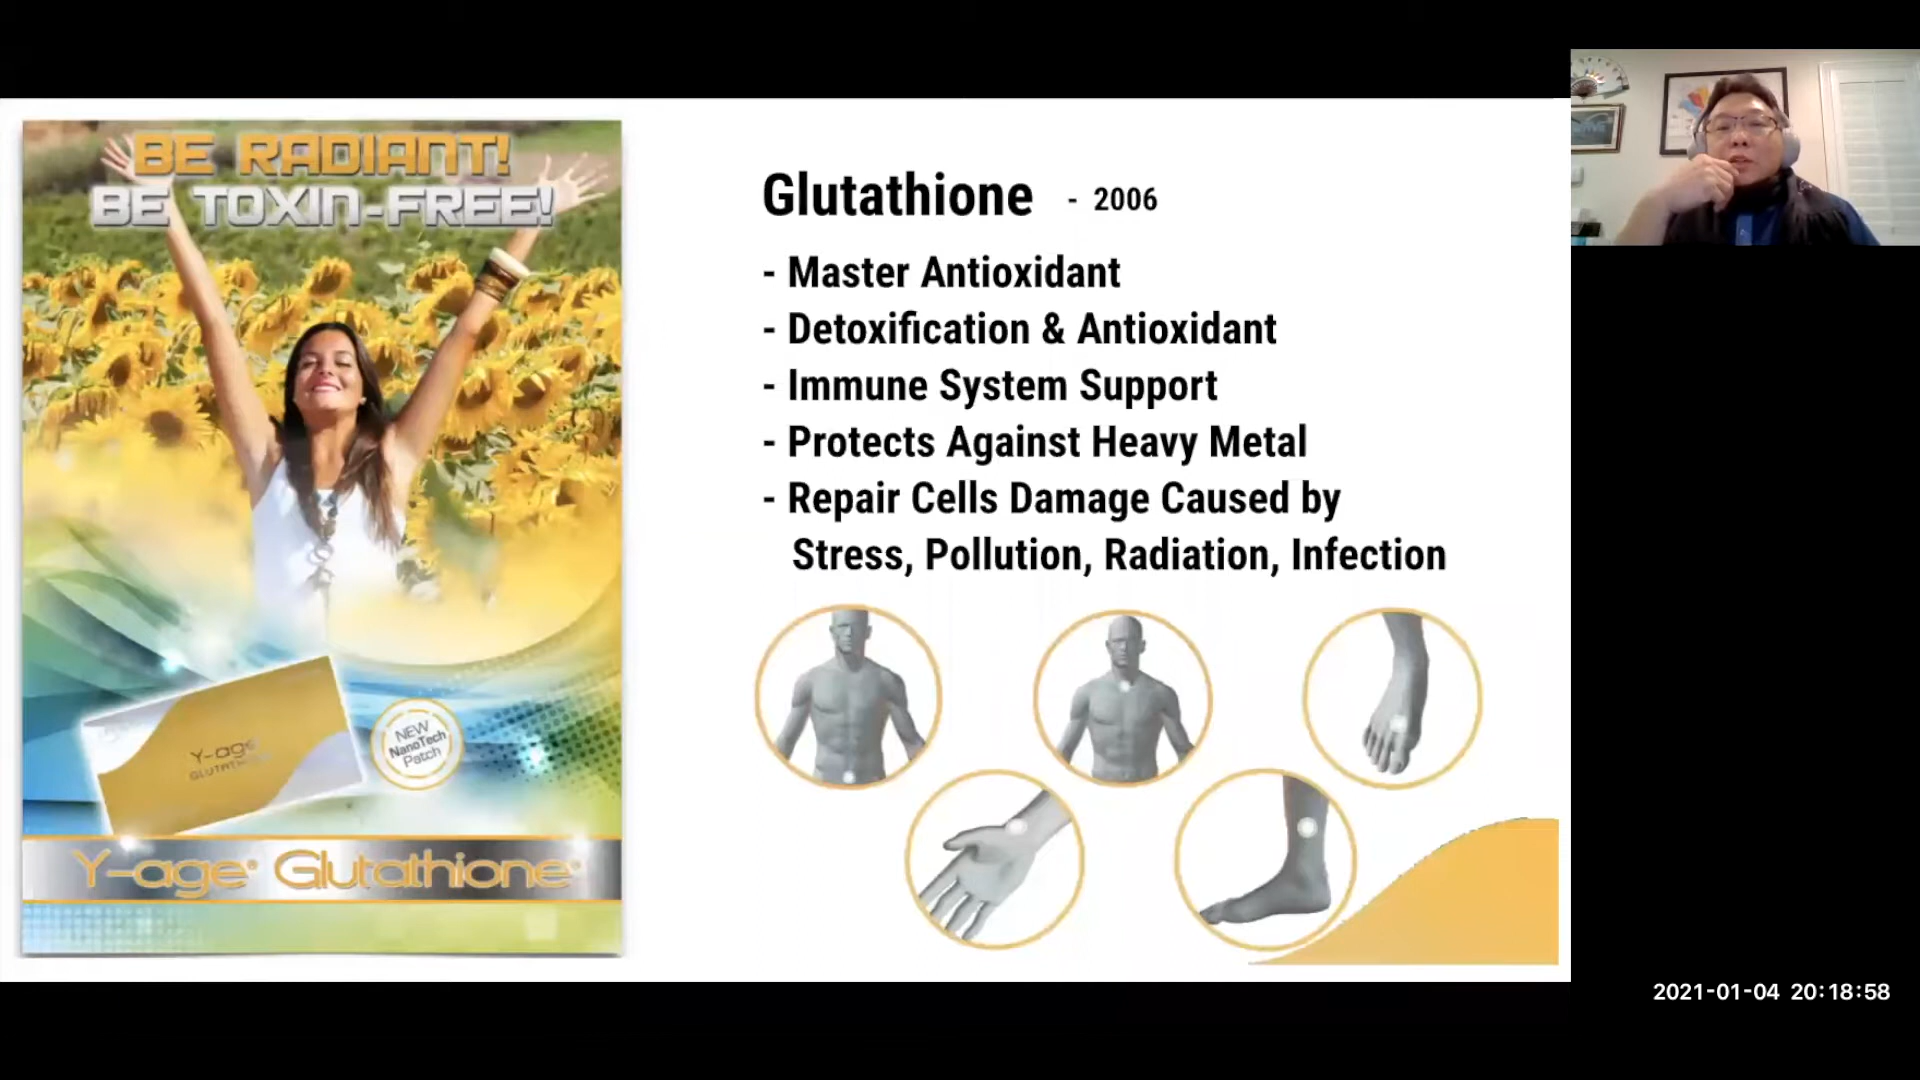 BE RADIANT!
BE TOXIN-FREE!
Y-age
GLUTATHIONE
NEW
NanoTech
Patch
Y-age® Glutathione®
Glutathione - 2006
- Master Antioxidant
- Detoxification & Antioxidant
- Immune System Support
- Protects Against Heavy Metal
- Repair Cells Damage Caused by
Stress, Pollution, Radiation, Infection
2021-01-04 20:18:58